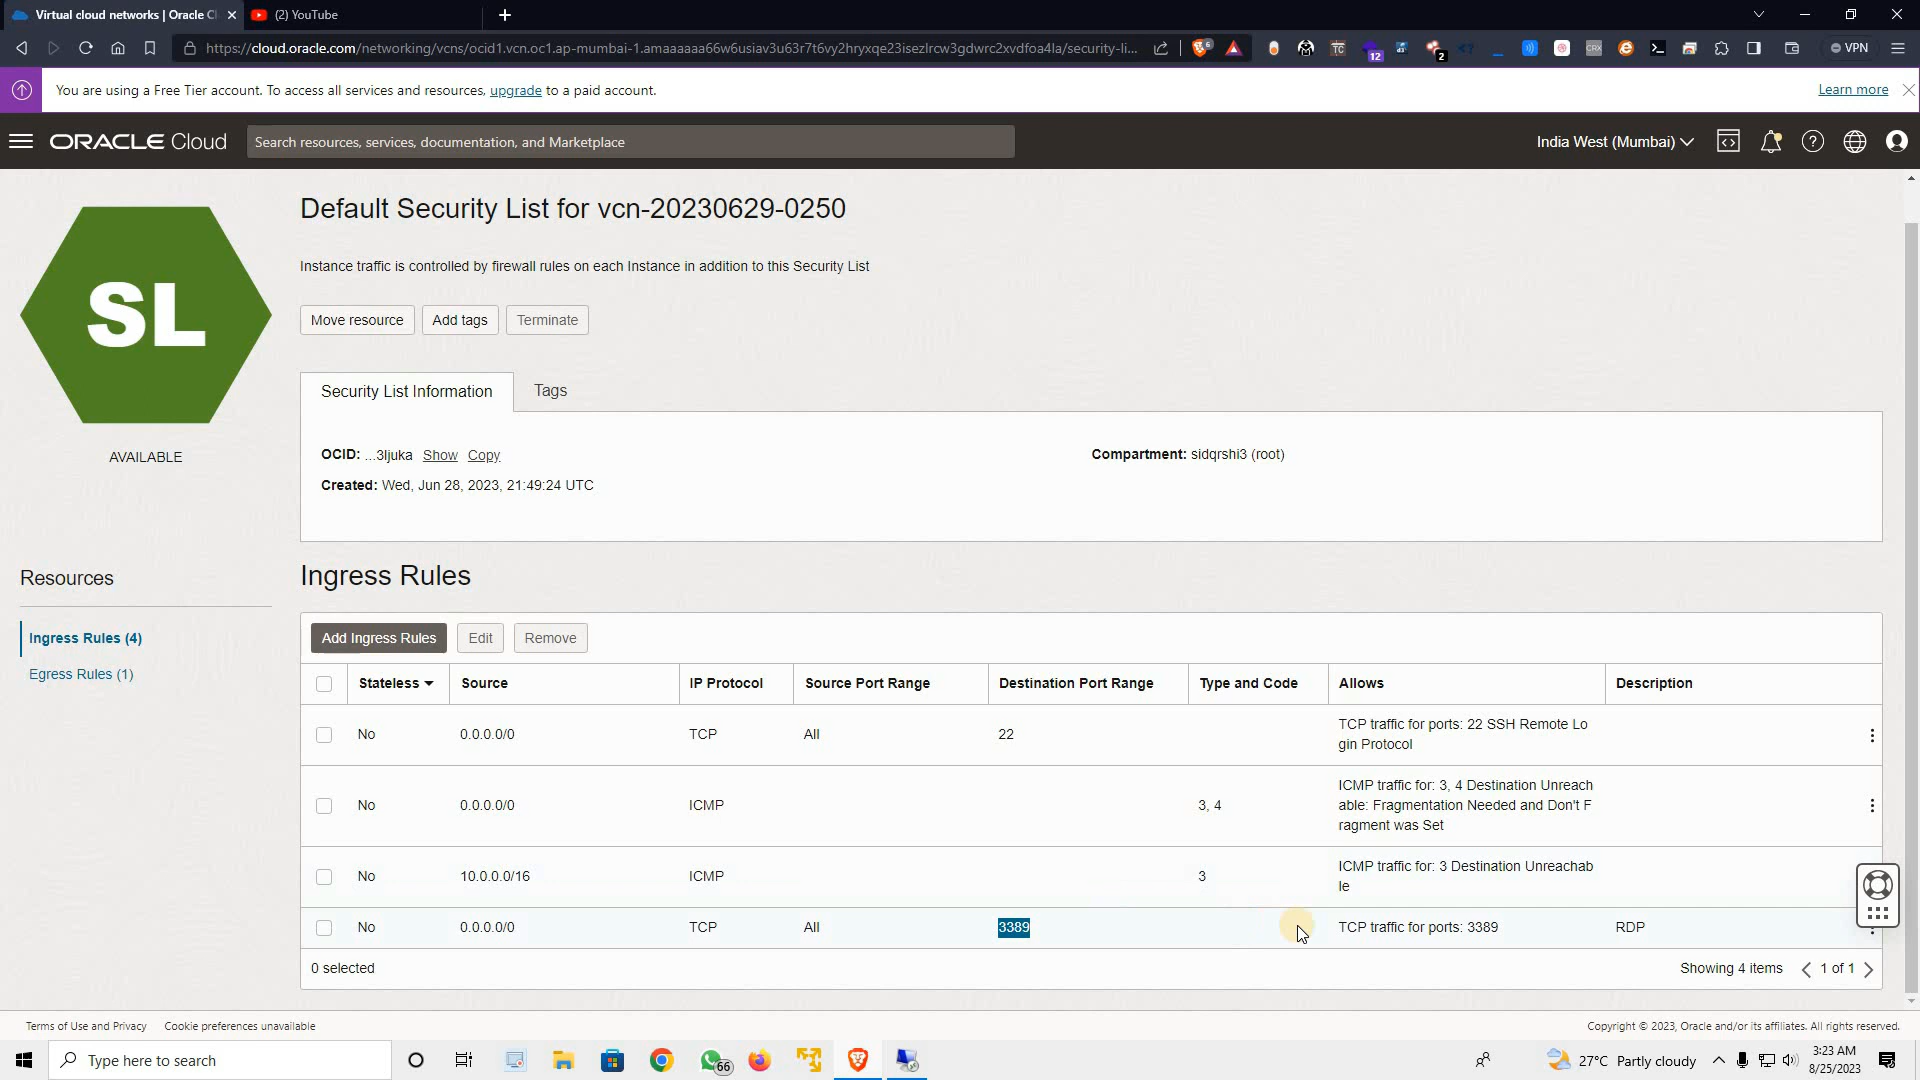 Virtual cloud networks | Oracle Cl
(2) YouTube
https://cloud.oracle.com/networking/vcns/ocid1.vcn.oc1.ap-mumbai-1.amaaaaaa66w6usiav3u63r7t6vy2hryxqe23isezlrcw3gdwrc2xvdfoa4la/security-li...
6
TC
12
2
CRX
VPN
You are using a Free Tier account. To access all services and resources, upgrade to a paid account.
Learn more
ORACLE Cloud
Search resources, services, documentation, and Marketplace
India West (Mumbai)
SL
AVAILABLE
Default Security List for vcn-20230629-0250
Instance traffic is controlled by firewall rules on each Instance in addition to this Security List
Move resource
Add tags
Terminate
Security List Information
Tags
OCID: ...3ljuka Show Copy
Compartment: sidqrshi3 (root)
Created: Wed, Jun 28, 2023, 21:49:24 UTC
Resources
Ingress Rules (4)
Egress Rules (1)
Ingress Rules
Add Ingress Rules
Edit
Remove
Stateless Source IP Protocol Source Port Range Destination Port Range Type and Code Allows Description
No 0.0.0.0/0 TCP All 22 TCP traffic for ports: 22 SSH Remote Lo
gin Protocol
No 0.0.0.0/0 ICMP 3, 4 ICMP traffic for: 3, 4 Destination Unreach
able: Fragmentation Needed and Don't F
ragment was Set
No 10.0.0.0/16 ICMP 3 ICMP traffic for: 3 Destination Unreachab
le
No 0.0.0.0/0 TCP All 3389 TCP traffic for ports: 3389 RDP
0 selected
Showing 4 items
1 of 1
Terms of Use and Privacy
Cookie preferences unavailable
Copyright © 2023, Oracle and/or its affiliates. All rights reserved.
Type here to search
66
27°C Partly cloudy
3:23 AM
8/25/2023